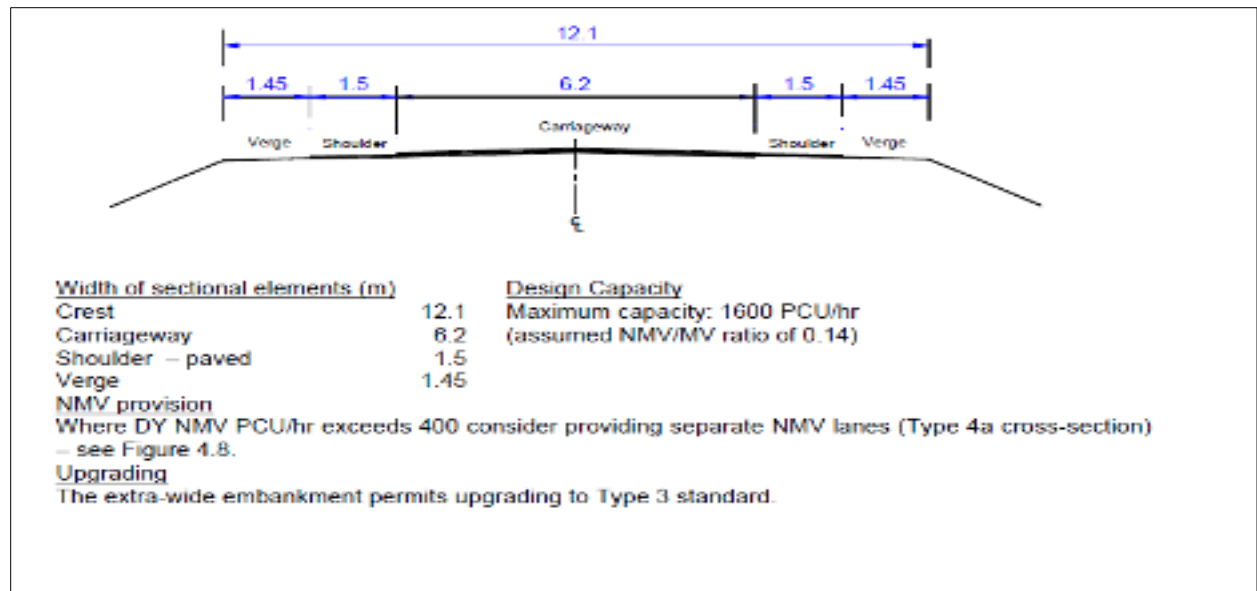 12.1
1.45 1.5 6.2 1.5 1.45
Carriageway
Verge Shoulder Shoulder Verge
℄
Width of sectional elements (m) Design Capacity
Crest 12.1 Maximum capacity: 1600 PCU/hr
Carriageway 6.2 (assumed NMV/MV ratio of 0.14)
Shoulder – paved 1.5
Verge 1.45
NMV provision
Where DY NMV PCU/hr exceeds 400 consider providing separate NMV lanes (Type 4a cross-section)
– see Figure 4.8.
Upgrading
The extra-wide embankment permits upgrading to Type 3 standard.